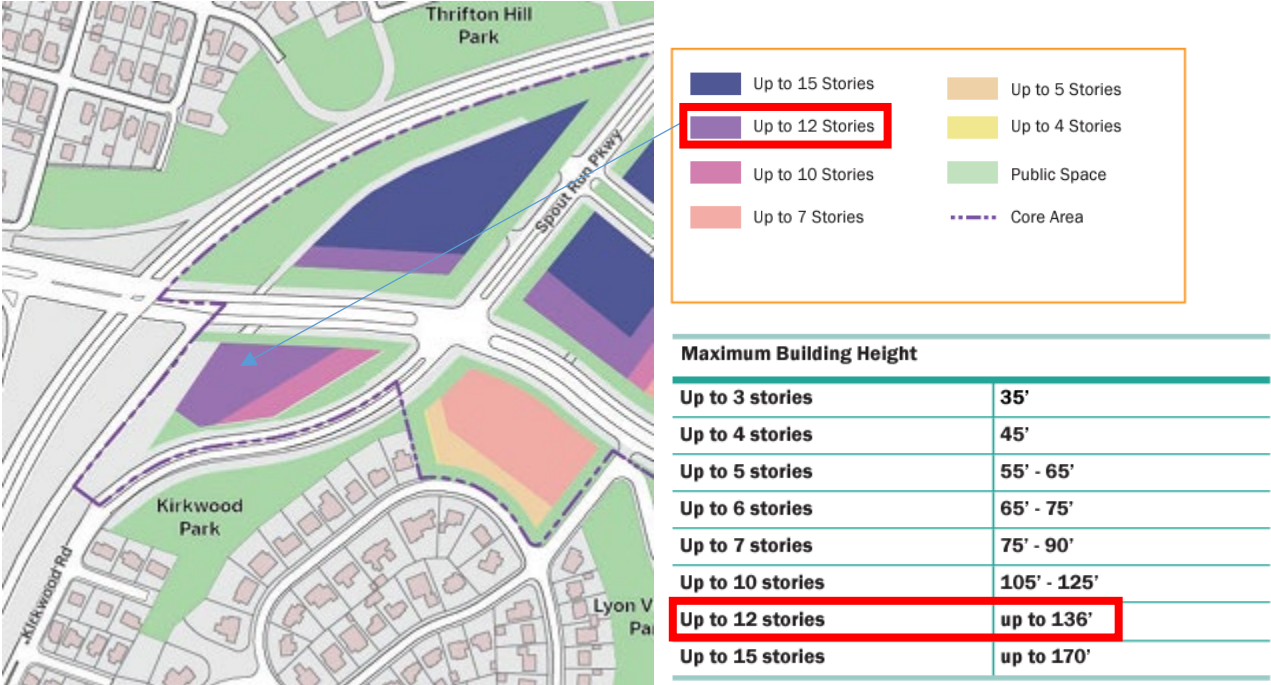 Thrifton Hill
Park
Spout Run Pkwy
Kirkwood
Park
Kirkwood Rd
Lyon V
Pa
Up to 15 Stories
Up to 12 Stories
Up to 10 Stories
Up to 7 Stories
Up to 5 Stories
Up to 4 Stories
Public Space
Core Area
Maximum Building Height
Up to 3 stories 35’
Up to 4 stories 45’
Up to 5 stories 55’ - 65’
Up to 6 stories 65’ - 75’
Up to 7 stories 75’ - 90’
Up to 10 stories 105’ - 125’
Up to 12 stories up to 136’
Up to 15 stories up to 170’